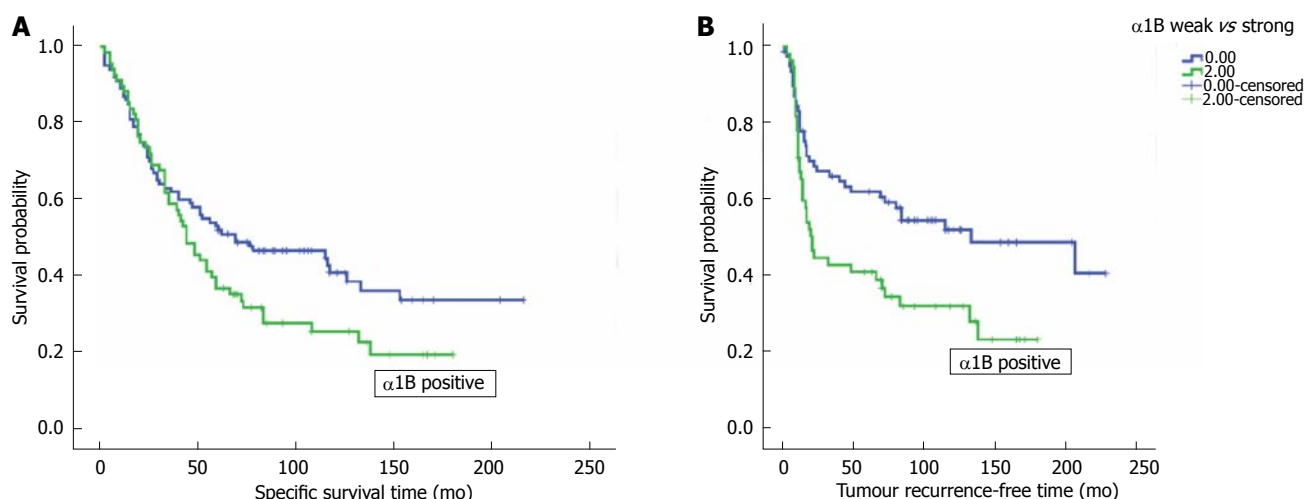 A
1.0
0.8
0.6
0.4
0.2
0.0
Survival probability
α1B positive
0 50 100 150 200 250
Specific survival time (mo)
B
α1B weak vs strong
0.00
2.00
0.00-censored
2.00-censored
1.0
0.8
0.6
0.4
0.2
0.0
Survival probability
α1B positive
0 50 100 150 200 250
Tumour recurrence-free time (mo)